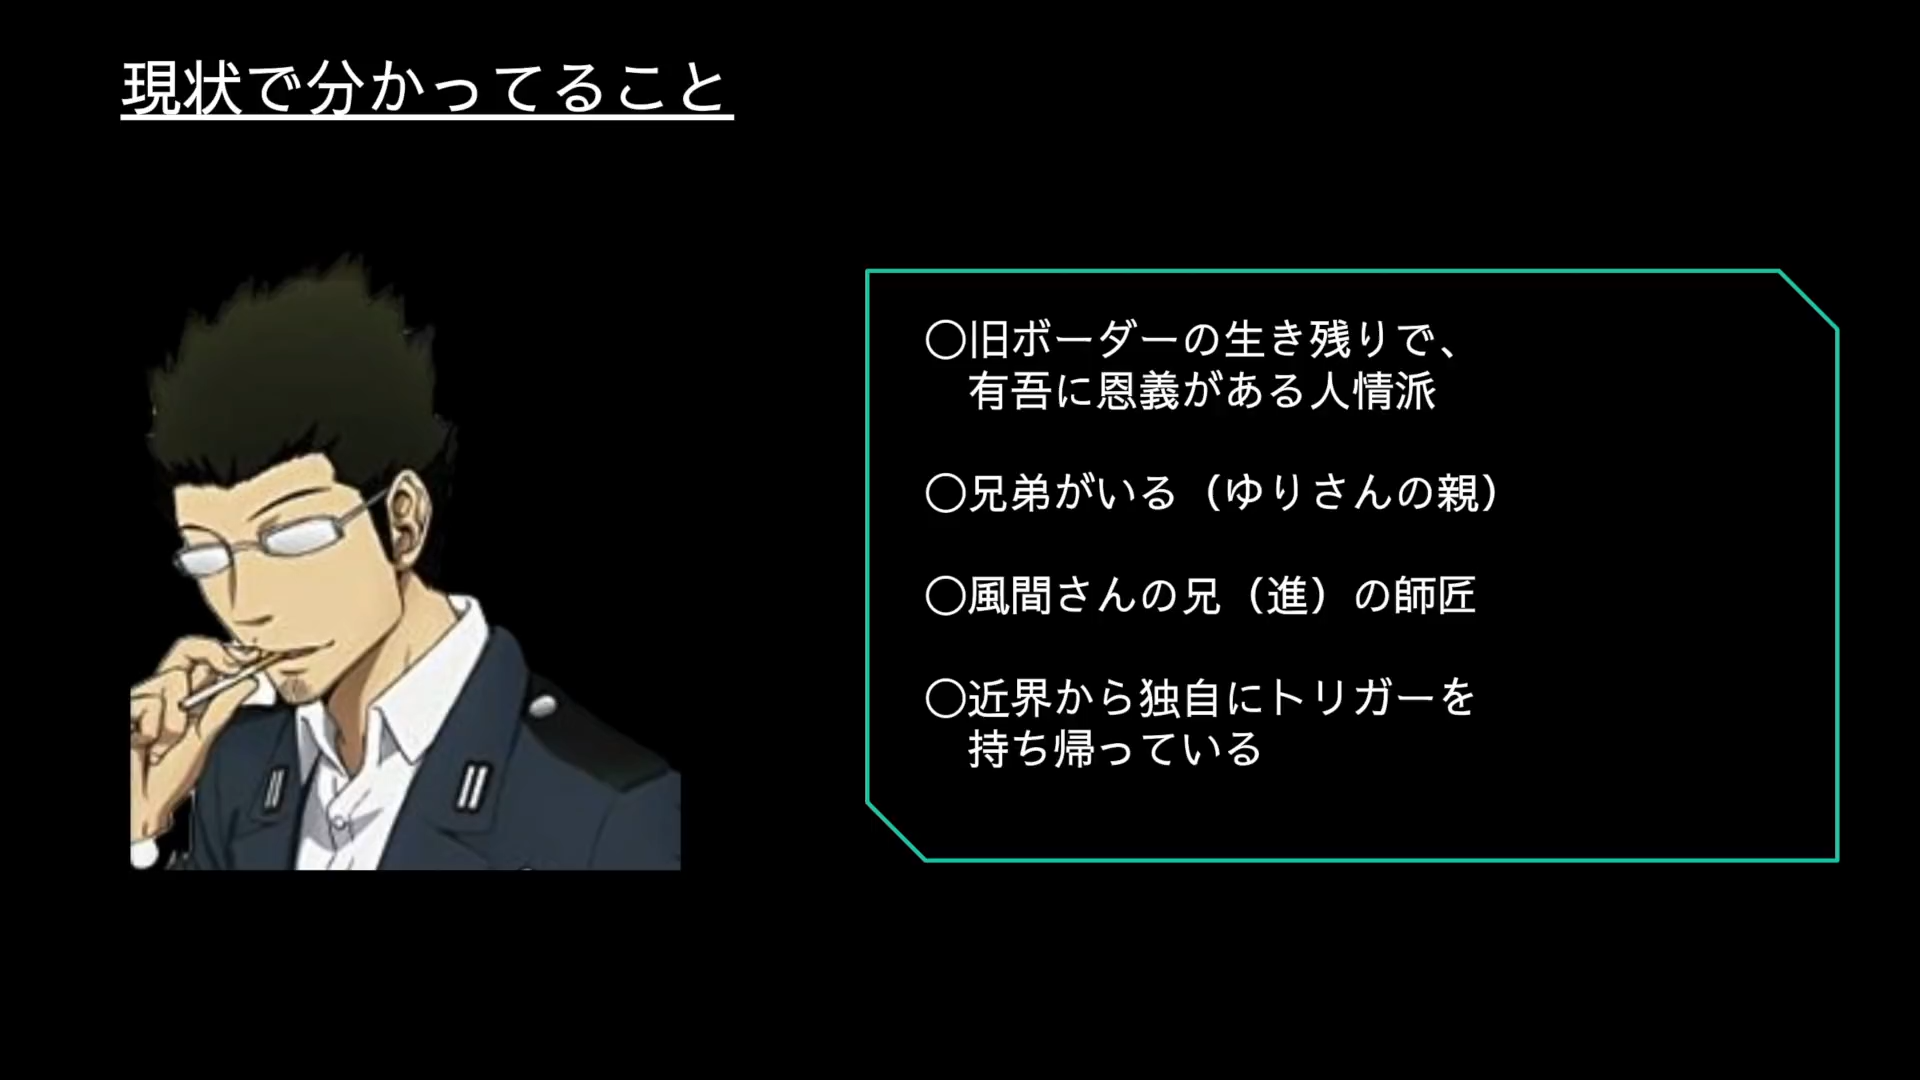 現状で分かってること
○旧ボーダーの生き残りで、
有吾に恩義がある人情派
○兄弟がいる（ゆりさんの親）
○風間さんの兄（進）の師匠
○近界から独自にトリガーを
持ち帰っている